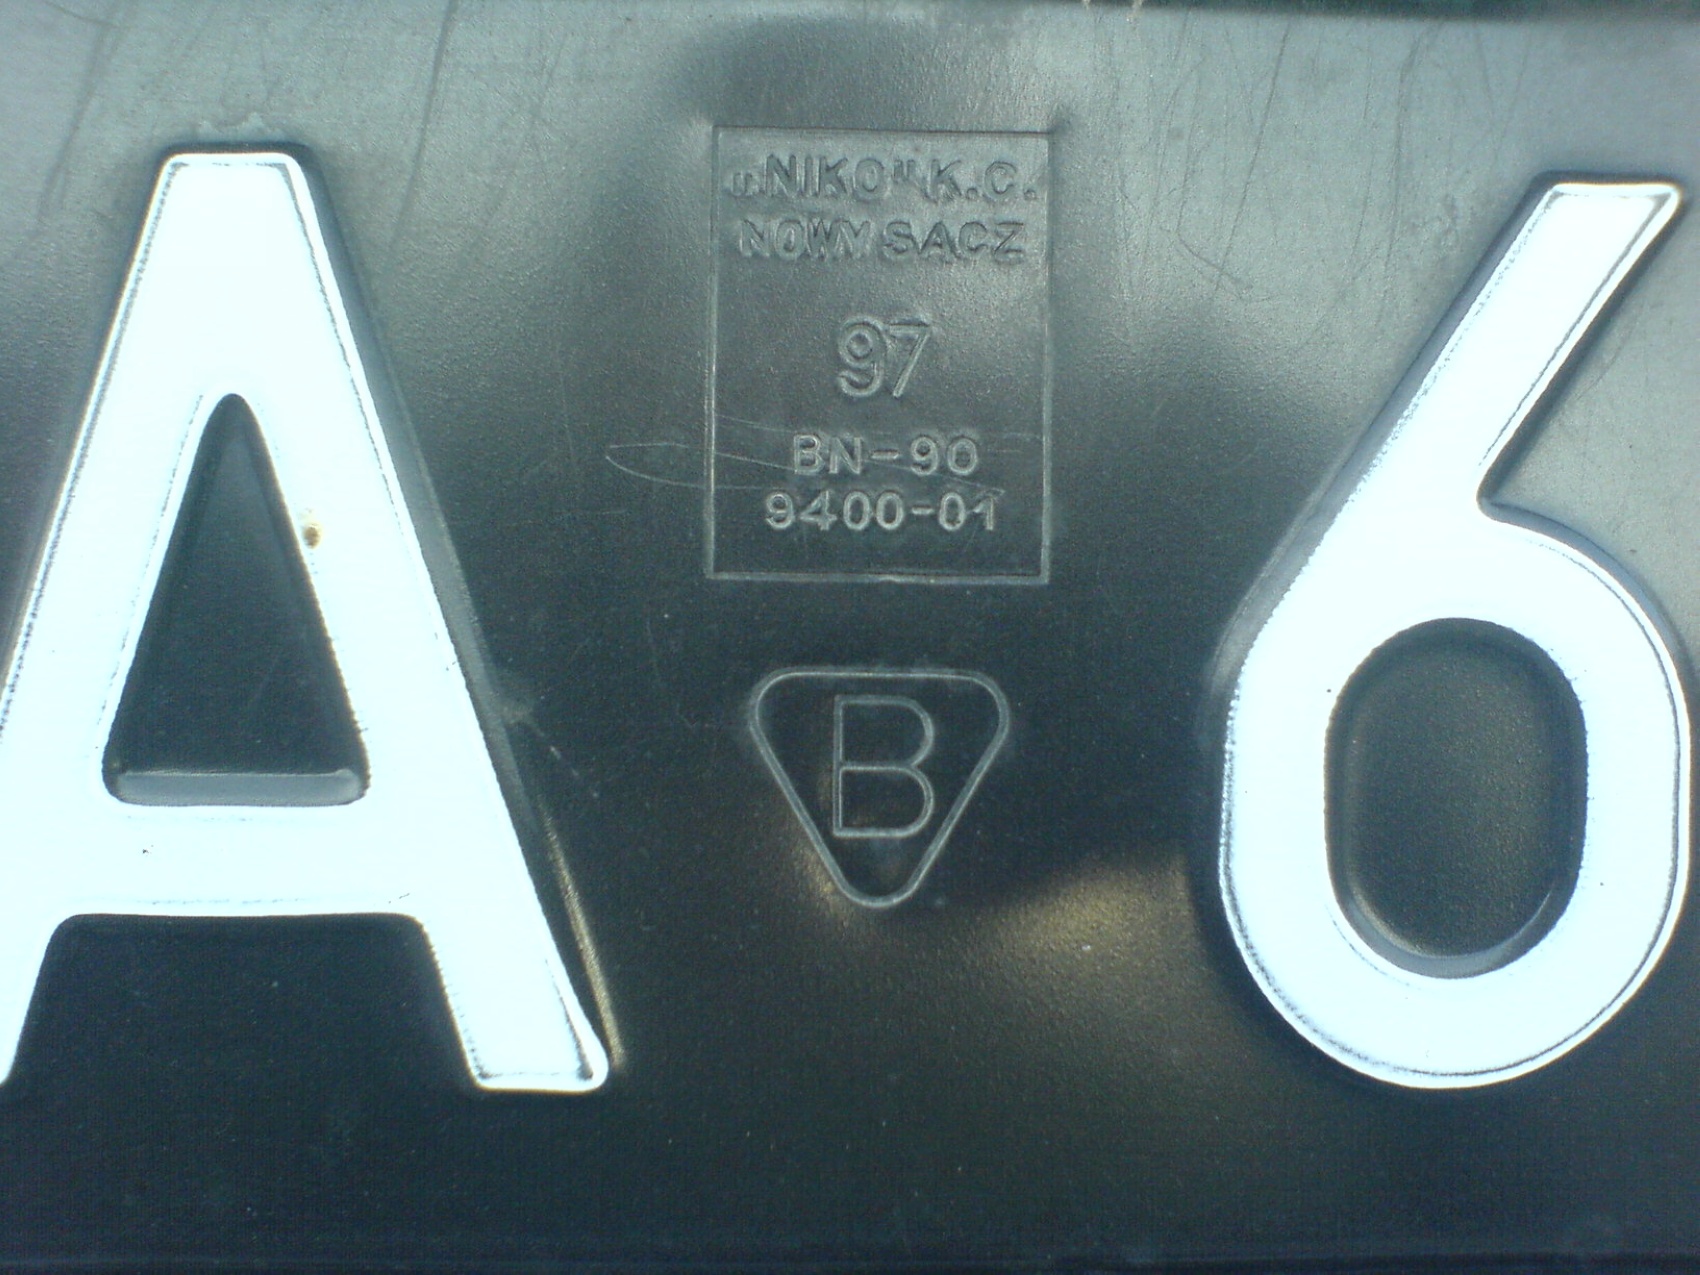 A 6
„NIKO" K.C.
NOWY SACZ
97
BN-90
9400-01
B